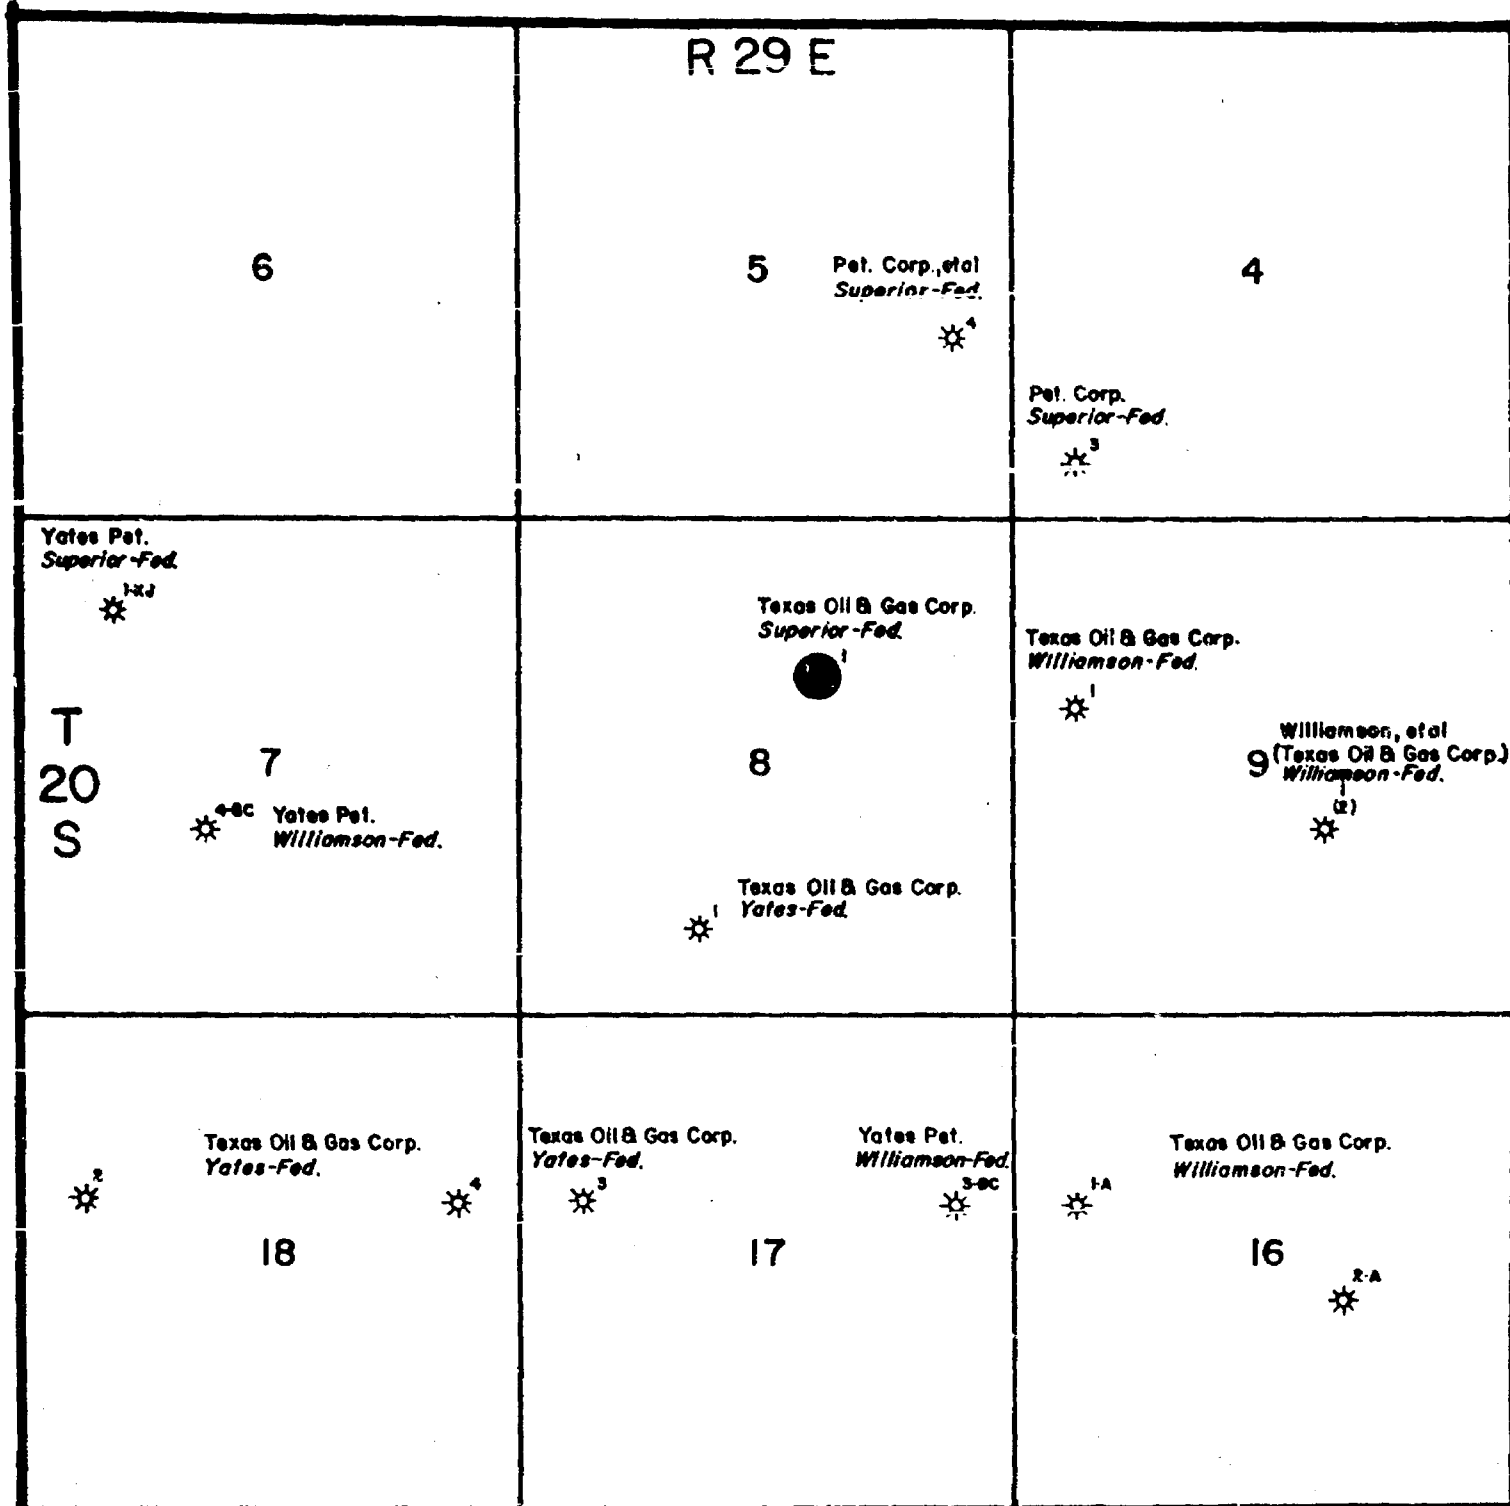 R 29 E
6
5
4
Pet. Corp., etal
Superior-Fed.
4
Pet. Corp.
Superior-Fed.
3
Yates Pet.
Superior-Fed.
1-XJ
Texas Oil & Gas Corp.
Superior-Fed.
1
Texas Oil & Gas Corp.
Williamson-Fed.
1
T
20
S
7
8
9
Williamson, etal
(Texas Oil & Gas Corp.)
Williamson-Fed.
1
(2)
4-BC
Yates Pet.
Williamson-Fed.
Texas Oil & Gas Corp.
Yates-Fed.
1
Texas Oil & Gas Corp.
Yates-Fed.
2
4
18
Texas Oil & Gas Corp.
Yates-Fed.
3
Yates Pet.
Williamson-Fed.
3-BC
17
Texas Oil & Gas Corp.
Williamson-Fed.
1-A
16
2-A